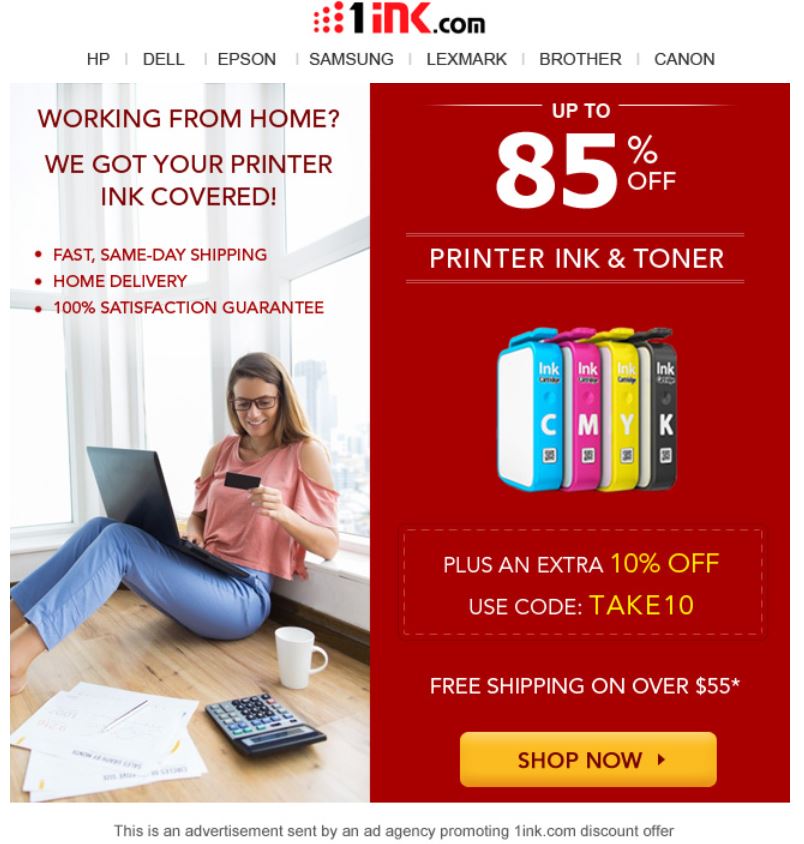 1ink.com
HP | DELL | EPSON | SAMSUNG | LEXMARK | BROTHER | CANON
WORKING FROM HOME?
WE GOT YOUR PRINTER
INK COVERED!
• FAST, SAME-DAY SHIPPING
• HOME DELIVERY
• 100% SATISFACTION GUARANTEE
UP TO
85% OFF
PRINTER INK & TONER
Ink Ink Ink Ink
Cartridge Cartridge Cartridge Cartridge
C M Y K
PLUS AN EXTRA 10% OFF
USE CODE: TAKE10
FREE SHIPPING ON OVER $55*
SHOP NOW
This is an advertisement sent by an ad agency promoting 1ink.com discount offer